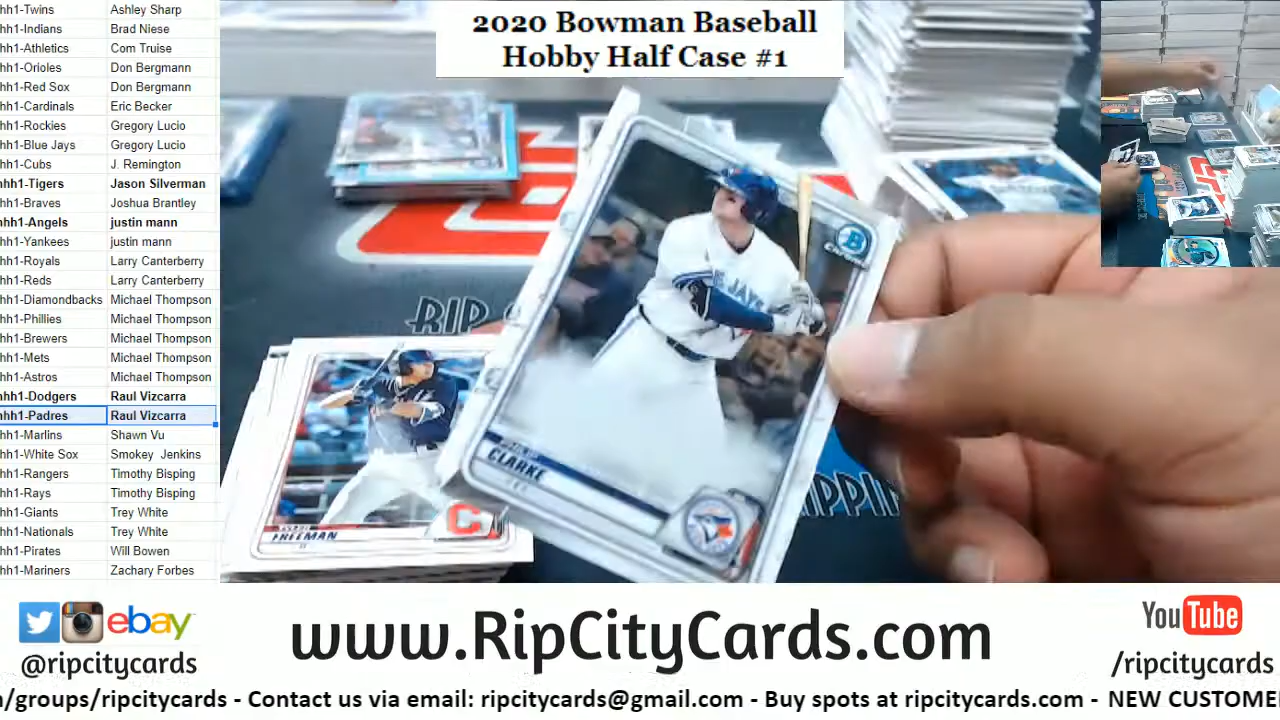 hh1-Twins Ashley Sharp
hh1-Indians Brad Niese
hh1-Athletics Com Truise
hh1-Orioles Don Bergmann
hh1-Red Sox Don Bergmann
hh1-Cardinals Eric Becker
hh1-Rockies Gregory Lucio
hh1-Blue Jays Gregory Lucio
hh1-Cubs J. Remington
hh1-Tigers Jason Silverman
hh1-Braves Joshua Brantley
hh1-Angels justin mann
hh1-Yankees justin mann
hh1-Royals Larry Canterberry
hh1-Reds Larry Canterberry
hh1-Diamondbacks Michael Thompson
hh1-Phillies Michael Thompson
hh1-Brewers Michael Thompson
hh1-Mets Michael Thompson
hh1-Astros Michael Thompson
hh1-Dodgers Raul Vizcarra
hh1-Padres Raul Vizcarra
hh1-Marlins Shawn Vu
hh1-White Sox Smokey Jenkins
hh1-Rangers Timothy Bisping
hh1-Rays Timothy Bisping
hh1-Giants Trey White
hh1-Nationals Trey White
hh1-Pirates Will Bowen
hh1-Mariners Zachary Forbes
2020 Bowman Baseball
Hobby Half Case #1
RIP
B
JAYS
CLARKE
FREEMAN
C
RIPPIN
ebay
@ripcitycards
www.RipCityCards.com
YouTube
/ripcitycards
/groups/ripcitycards - Contact us via email: ripcitycards@gmail.com - Buy spots at ripcitycards.com - NEW CUSTOME